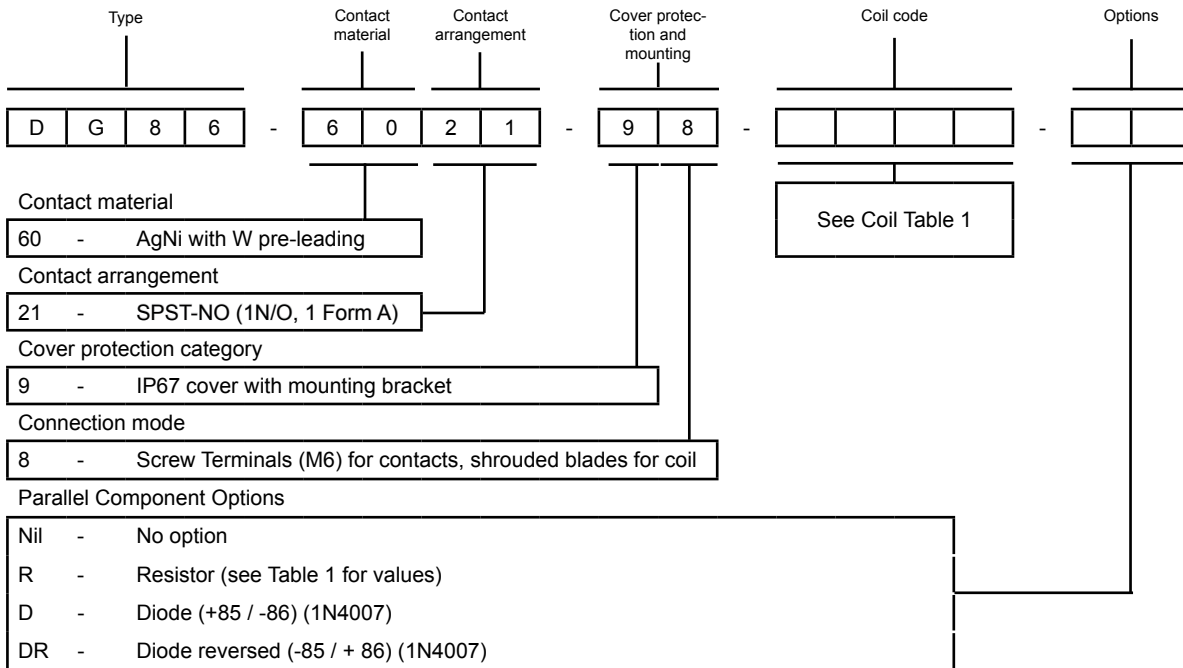 Type
Contact
material
Contact
arrangement
Cover protec-
tion and
mounting
Coil code
Options
D G 8 6 - 6 0 2 1 - 9 8 - -
Contact material
60 - AgNi with W pre-leading
See Coil Table 1
Contact arrangement
21 - SPST-NO (1N/O, 1 Form A)
Cover protection category
9 - IP67 cover with mounting bracket
Connection mode
8 - Screw Terminals (M6) for contacts, shrouded blades for coil
Parallel Component Options
Nil - No option
R - Resistor (see Table 1 for values)
D - Diode (+85 / -86) (1N4007)
DR - Diode reversed (-85 / + 86) (1N4007)